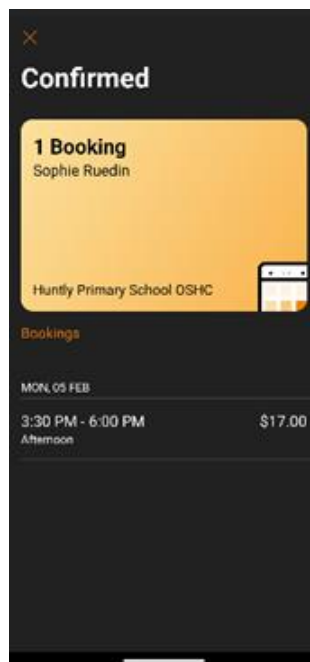 Confirmed
1 Booking
Sophie Ruedin
Huntly Primary School OSHC
Bookings
MON, 05 FEB
3:30 PM - 6:00 PM $17.00
Afternoon